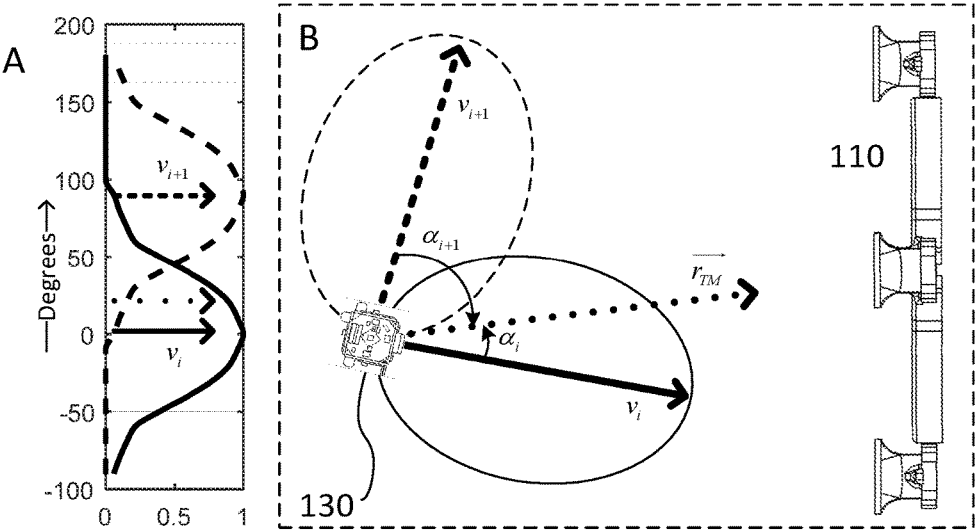 A
200
150
100
50
0
-50
-100
0
0.5
1
—Degrees→
v_{i+1}
v_i
B
v_{i+1}
α_{i+1}
r_{TM}
α_i
v_i
110
130